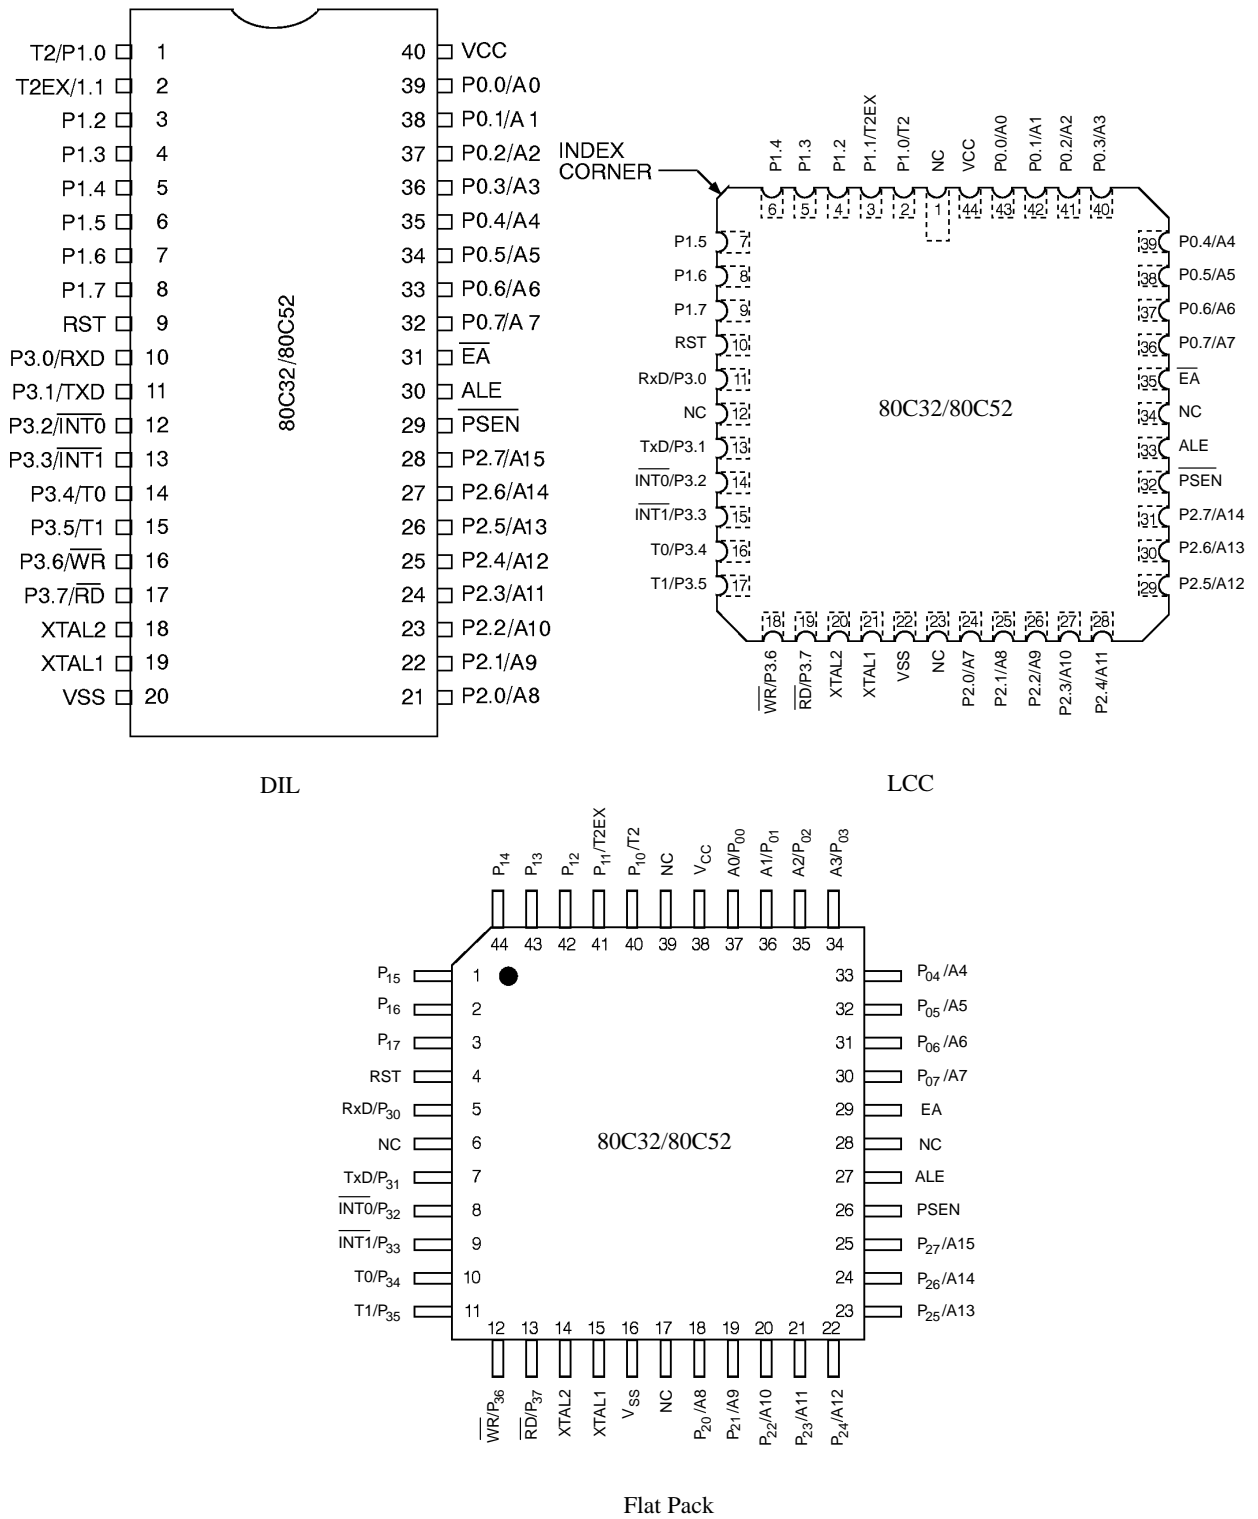 T2/P1.0 1 40 VCC
T2EX/1.1 2 39 P0.0/A0
P1.2 3 38 P0.1/A 1
P1.3 4 37 P0.2/A2
P1.4 5 36 P0.3/A3
P1.5 6 35 P0.4/A4
P1.6 7 34 P0.5/A5
P1.7 8 33 P0.6/A6
RST 9 32 P0.7/A 7
P3.0/RXD 10 31 EA
P3.1/TXD 11 30 ALE
P3.2/INT0 12 29 PSEN
P3.3/INT1 13 28 P2.7/A15
P3.4/T0 14 27 P2.6/A14
P3.5/T1 15 26 P2.5/A13
P3.6/WR 16 25 P2.4/A12
P3.7/RD 17 24 P2.3/A11
XTAL2 18 23 P2.2/A10
XTAL1 19 22 P2.1/A9
VSS 20 21 P2.0/A8
80C32/80C52
DIL
INDEX
CORNER
P1.4 P1.3 P1.2 P1.1/T2EX P1.0/T2 NC VCC P0.0/A0 P0.1/A1 P0.2/A2 P0.3/A3
6 5 4 3 2 1 44 43 42 41 40
P1.5 7 39 P0.4/A4
P1.6 8 38 P0.5/A5
P1.7 9 37 P0.6/A6
RST 10 36 P0.7/A7
RxD/P3.0 11 35 EA
NC 12 34 NC
TxD/P3.1 13 33 ALE
INT0/P3.2 14 32 PSEN
INT1/P3.3 15 31 P2.7/A14
T0/P3.4 16 30 P2.6/A13
T1/P3.5 17 29 P2.5/A12
80C32/80C52
18 19 20 21 22 23 24 25 26 27 28
WR/P3.6 RD/P3.7 XTAL2 XTAL1 VSS NC P2.0/A7 P2.1/A8 P2.2/A9 P2.3/A10 P2.4/A11
LCC
P14 P13 P12 P11/T2EX P10/T2 NC VCC A0/P00 A1/P01 A2/P02 A3/P03
44 43 42 41 40 39 38 37 36 35 34
P15 1 33 P04/A4
P16 2 32 P05/A5
P17 3 31 P06/A6
RST 4 30 P07/A7
RxD/P30 5 29 EA
NC 6 28 NC
TxD/P31 7 27 ALE
INT0/P32 8 26 PSEN
INT1/P33 9 25 P27/A15
T0/P34 10 24 P26/A14
T1/P35 11 23 P25/A13
80C32/80C52
12 13 14 15 16 17 18 19 20 21 22
WR/P36 RD/P37 XTAL2 XTAL1 VSS NC P20/A8 P21/A9 P22/A10 P23/A11 P24/A12
Flat Pack